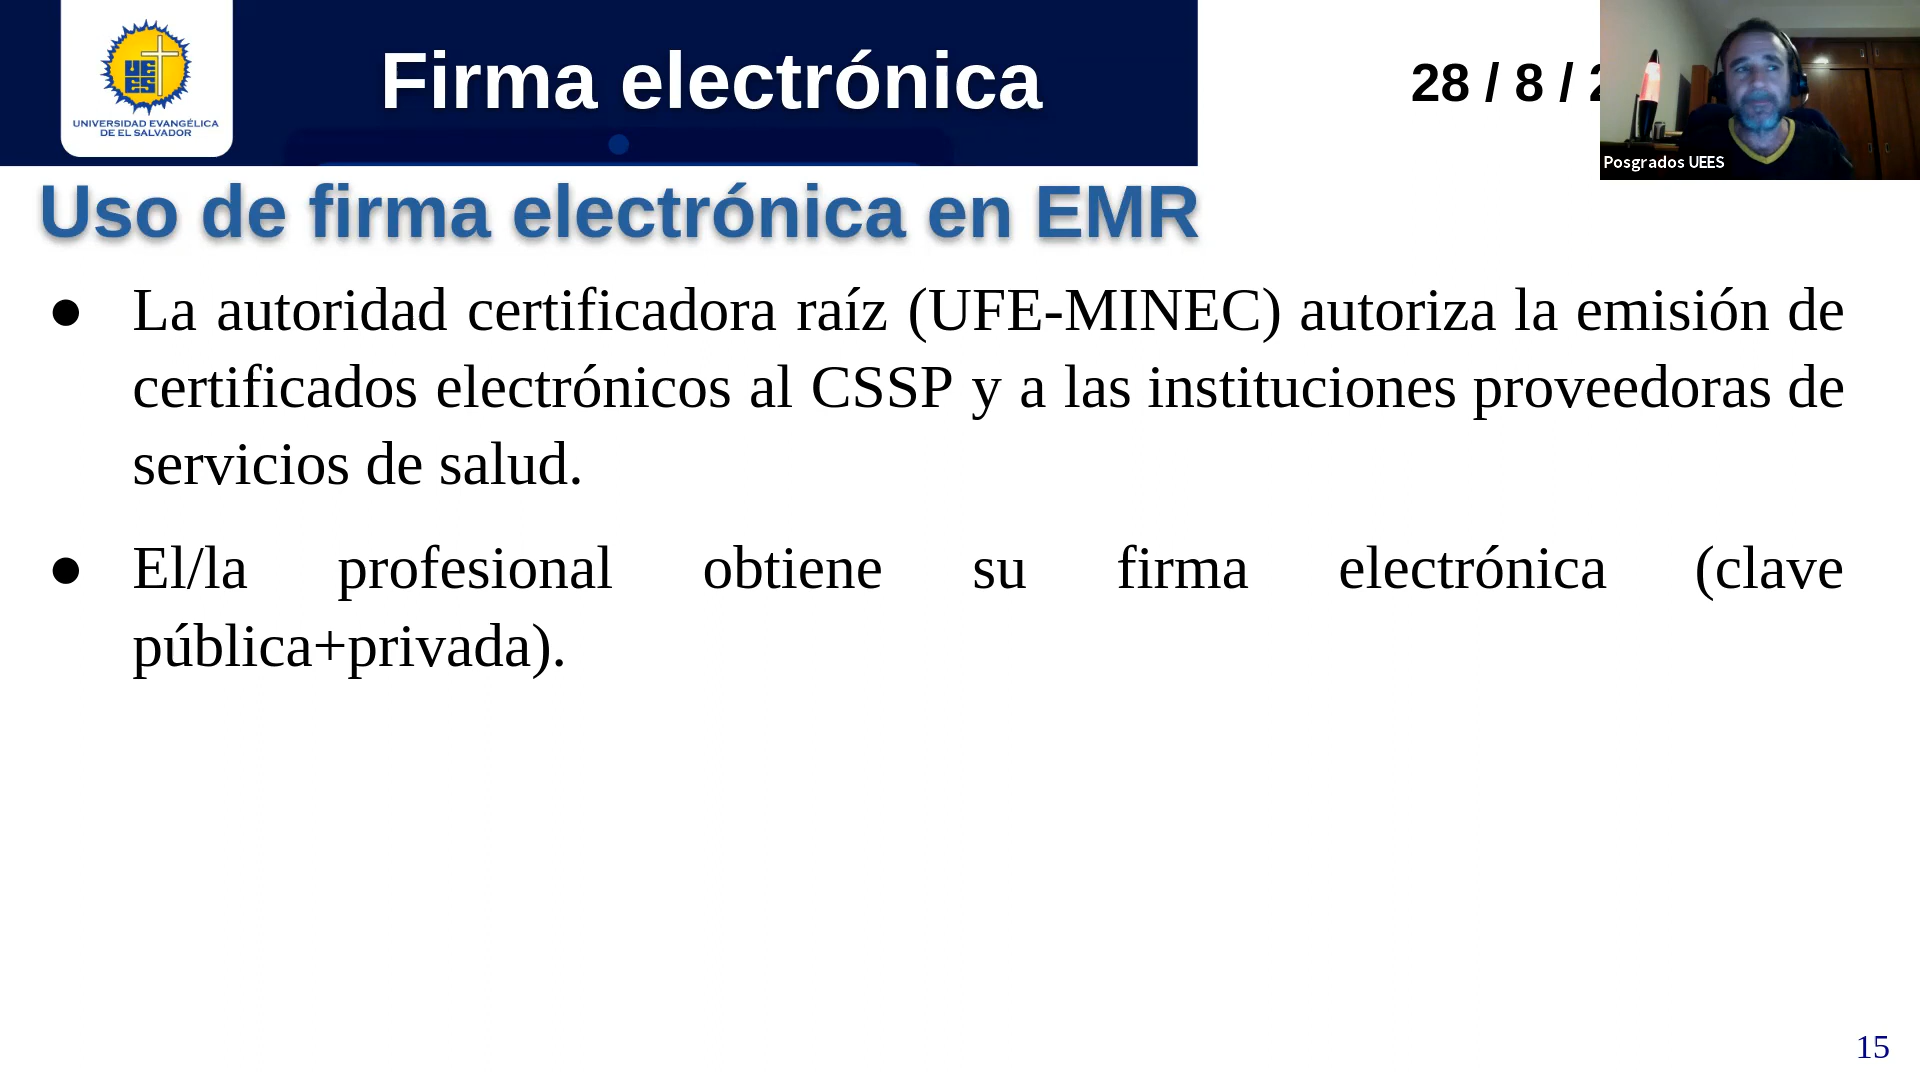 Firma electrónica
28 / 8 /
UEES
UNIVERSIDAD EVANGÉLICA
DE EL SALVADOR
Posgrados UEES
Uso de firma electrónica en EMR
● La autoridad certificadora raíz (UFE-MINEC) autoriza la emisión de
certificados electrónicos al CSSP y a las instituciones proveedoras de
servicios de salud.
● El/la profesional obtiene su firma electrónica (clave
pública+privada).
15